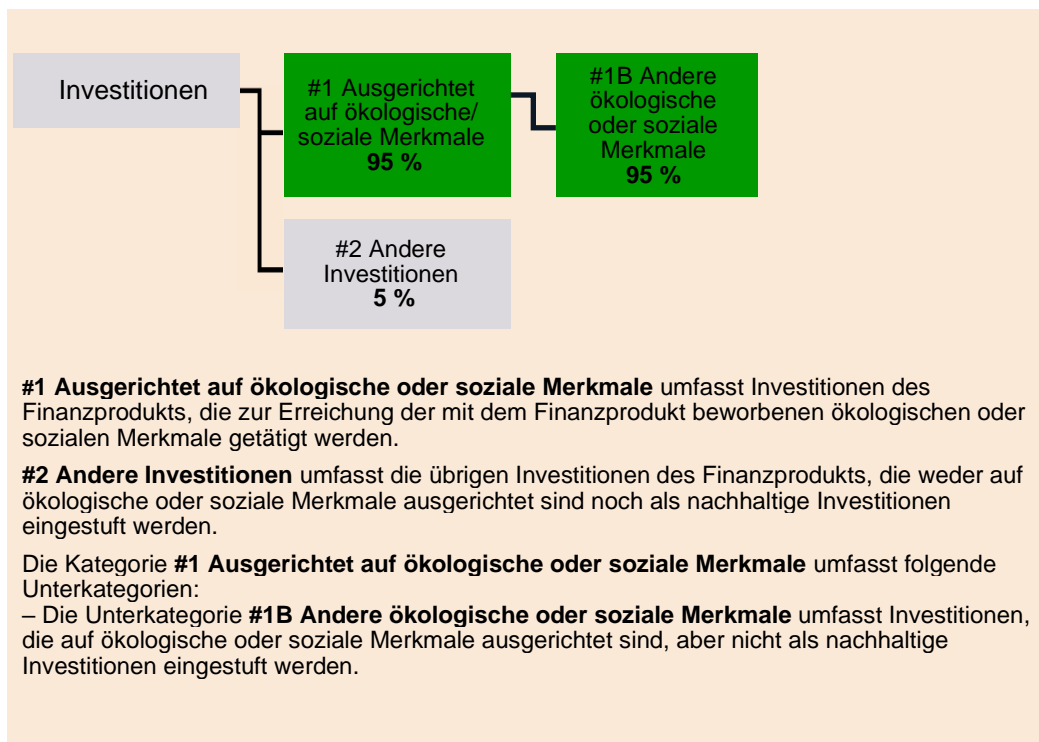 Investitionen
#1 Ausgerichtet
auf ökologische/
soziale Merkmale
95 %
#1B Andere
ökologische
oder soziale
Merkmale
95 %
#2 Andere
Investitionen
5 %
#1 Ausgerichtet auf ökologische oder soziale Merkmale umfasst Investitionen des
Finanzprodukts, die zur Erreichung der mit dem Finanzprodukt beworbenen ökologischen oder
sozialen Merkmale getätigt werden.
#2 Andere Investitionen umfasst die übrigen Investitionen des Finanzprodukts, die weder auf
ökologische oder soziale Merkmale ausgerichtet sind noch als nachhaltige Investitionen
eingestuft werden.
Die Kategorie #1 Ausgerichtet auf ökologische oder soziale Merkmale umfasst folgende
Unterkategorien:
– Die Unterkategorie #1B Andere ökologische oder soziale Merkmale umfasst Investitionen,
die auf ökologische oder soziale Merkmale ausgerichtet sind, aber nicht als nachhaltige
Investitionen eingestuft werden.